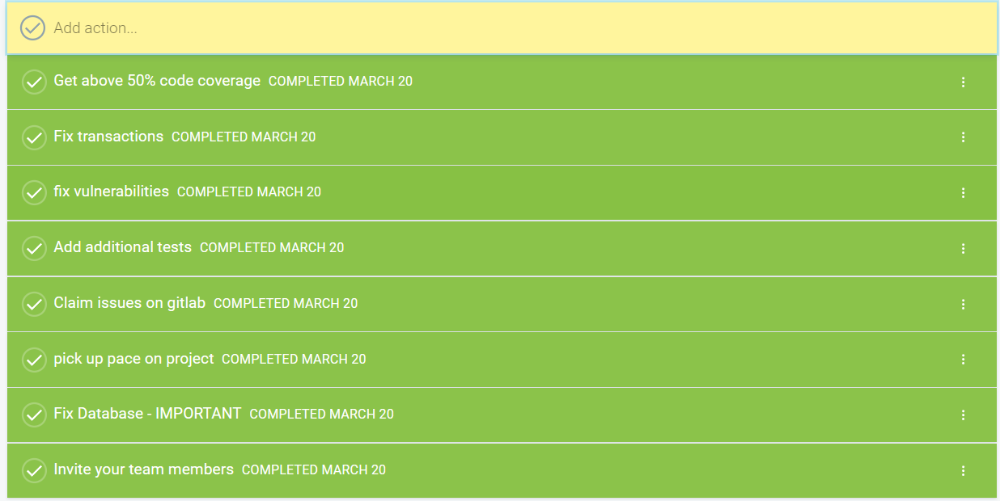 Add action...
Get above 50% code coverage COMPLETED MARCH 20
Fix transactions COMPLETED MARCH 20
fix vulnerabilities COMPLETED MARCH 20
Add additional tests COMPLETED MARCH 20
Claim issues on gitlab COMPLETED MARCH 20
pick up pace on project COMPLETED MARCH 20
Fix Database - IMPORTANT COMPLETED MARCH 20
Invite your team members COMPLETED MARCH 20